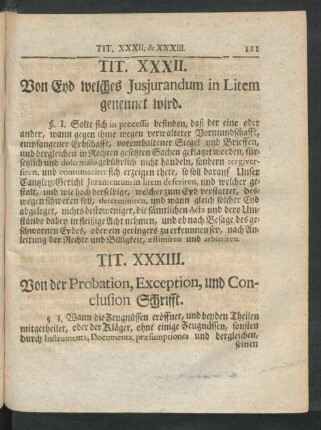 TIT. XXXII. & XXXIII. 111
TIT. XXXII.
Von Eyd welches Jusjurandum in Litem
genennet wird.
§. 1. Solte sich in processu befinden, daß der eine oder
ander, wann gegen ihne wegen verwalteter Vormundschafft,
empfangener Erbschafft, vorenthaltener Siegel und Brieffen,
und dergleichen in Rechten gesetzten Sachen geklaget worden, für-
setzlich und dolo malo gebührlich nicht handeln, sondern tergiver-
siren, und contumaciter sich erzeigen thete, so soll darauf Unser
Cantzley-Gericht Juramentum in litem deferiren, und welcher ge-
stalt, und wie hoch derselbige, welcher zum Eyd verstattet, des-
wegen schweren soll, determiniren, und wann gleich solcher Eyd
abgeleget, nichts destoweniger, die sämtlichen Acta und dero Um-
stände dabey in fleißige Acht nehmen, und ob nach Besage des ge-
schwornen Eydes, oder ein geringers zu erkennen sey, nach An-
leitung der Rechte und Billigkeit, æstimiren und arbitriren.
TIT. XXXIII.
Von der Probation, Exception, und Con-
clusion Schrifft.
§ 1. Wann die Zeugnüssen eröffnet, und beyden Theilen
mitgetheilet, oder der Kläger, ohne einige Zeugnüssen, sonsten
durch Instrumenta, Documenta, præsumptiones und dergleichen,
seinen